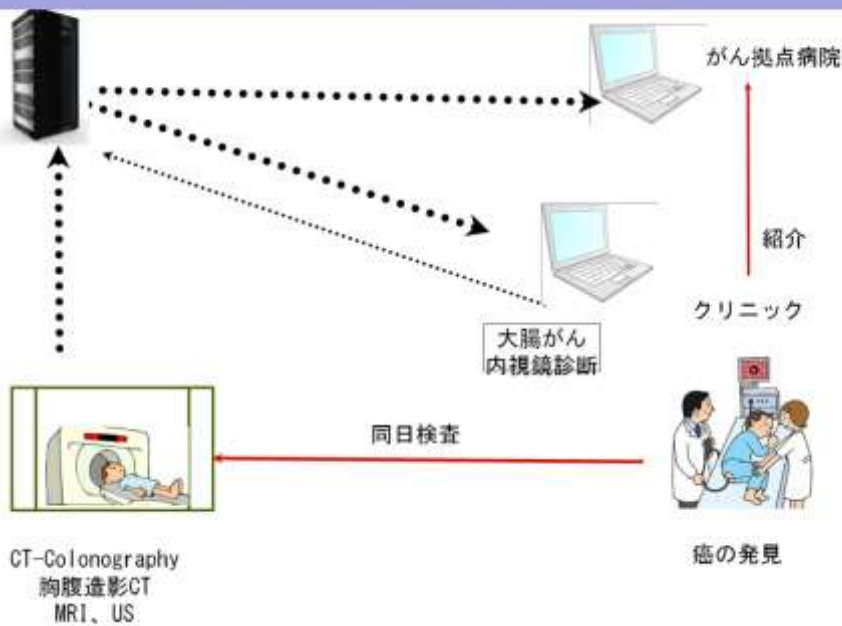 がん拠点病院
紹介
クリニック
大腸がん
内視鏡診断
同日検査
癌の発見
CT-Colonography
胸腹造影CT
MRI、US